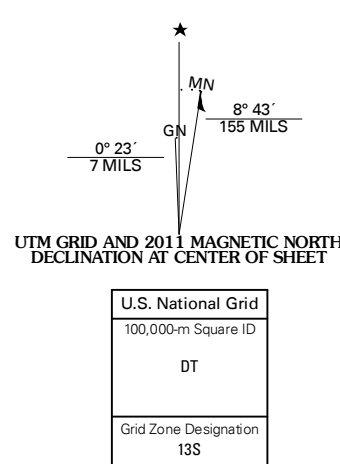 ★
MN
8° 43´
155 MILS
GN
0° 23´
7 MILS
UTM GRID AND 2011 MAGNETIC NORTH
DECLINATION AT CENTER OF SHEET
U.S. National Grid
100,000-m Square ID
DT
Grid Zone Designation
13S